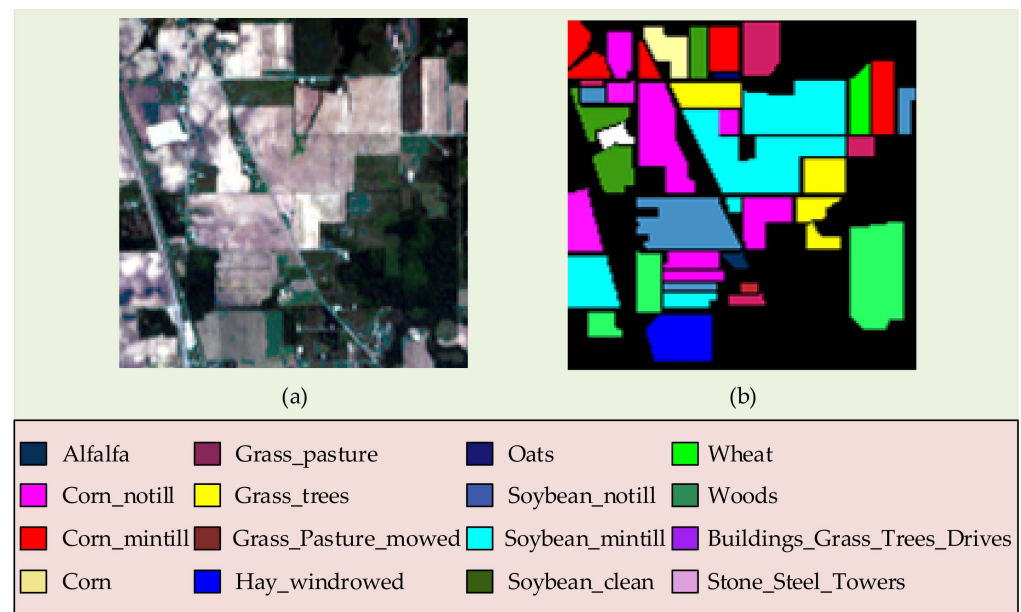 (a) (b)
Alfalfa Grass_pasture Oats Wheat
Corn_notill Grass_trees Soybean_notill Woods
Corn_mintill Grass_Pasture_mowed Soybean_mintill Buildings_Grass_Trees_Drives
Corn Hay_windrowed Soybean_clean Stone_Steel_Towers